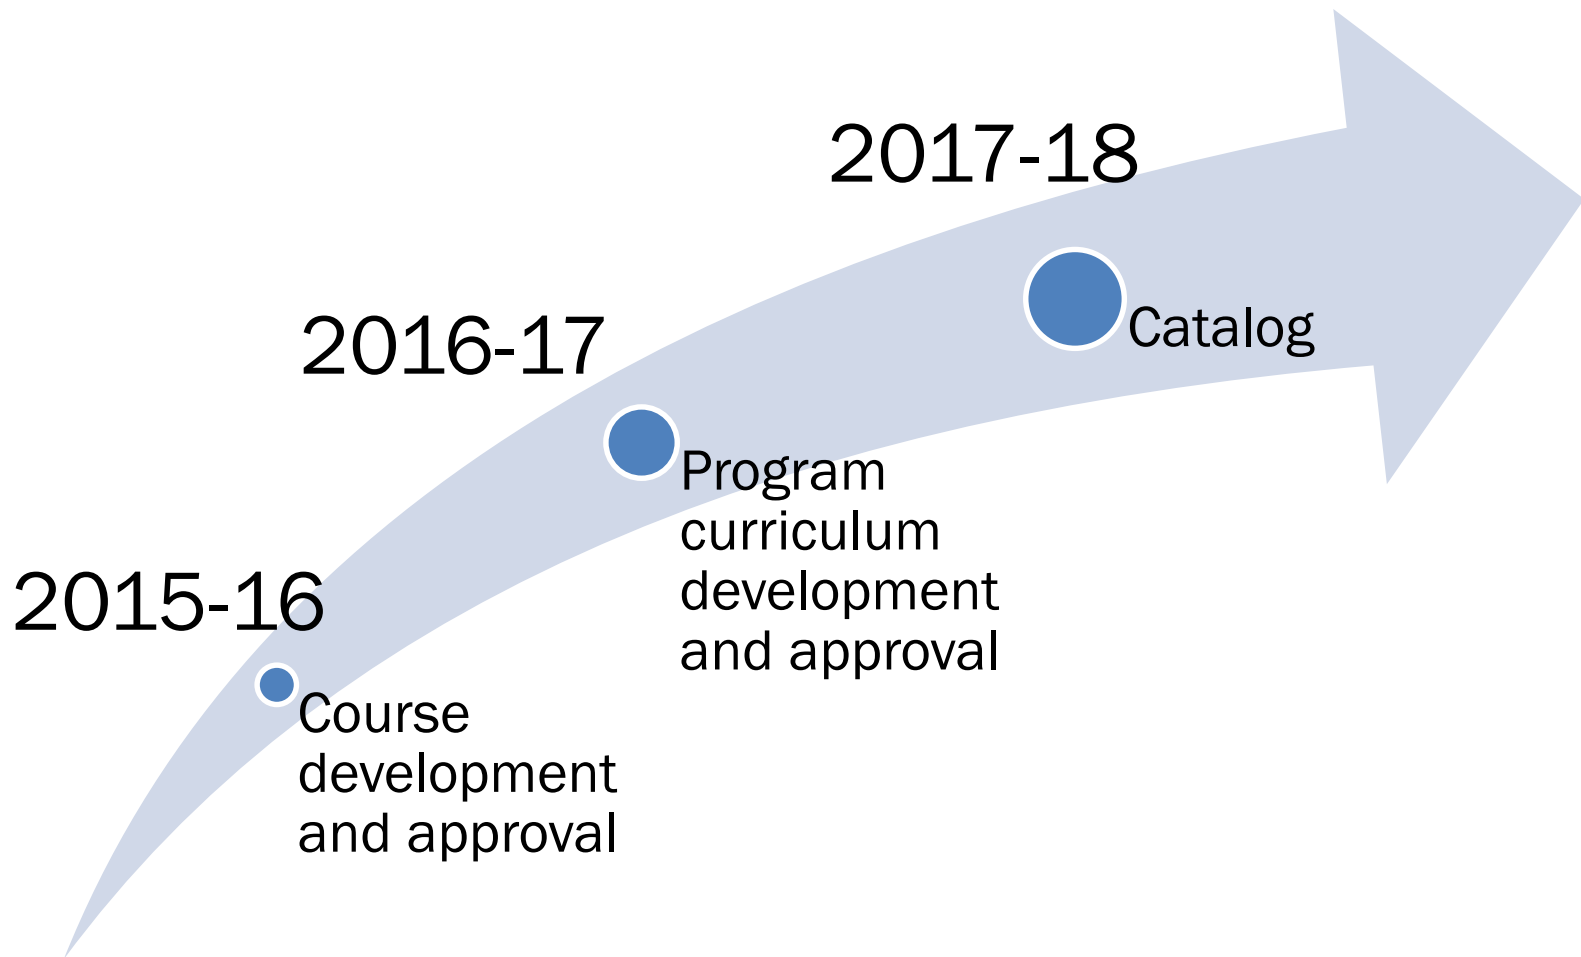 2015-16
Course
development
and approval
2016-17
Program
curriculum
development
and approval
2017-18
Catalog